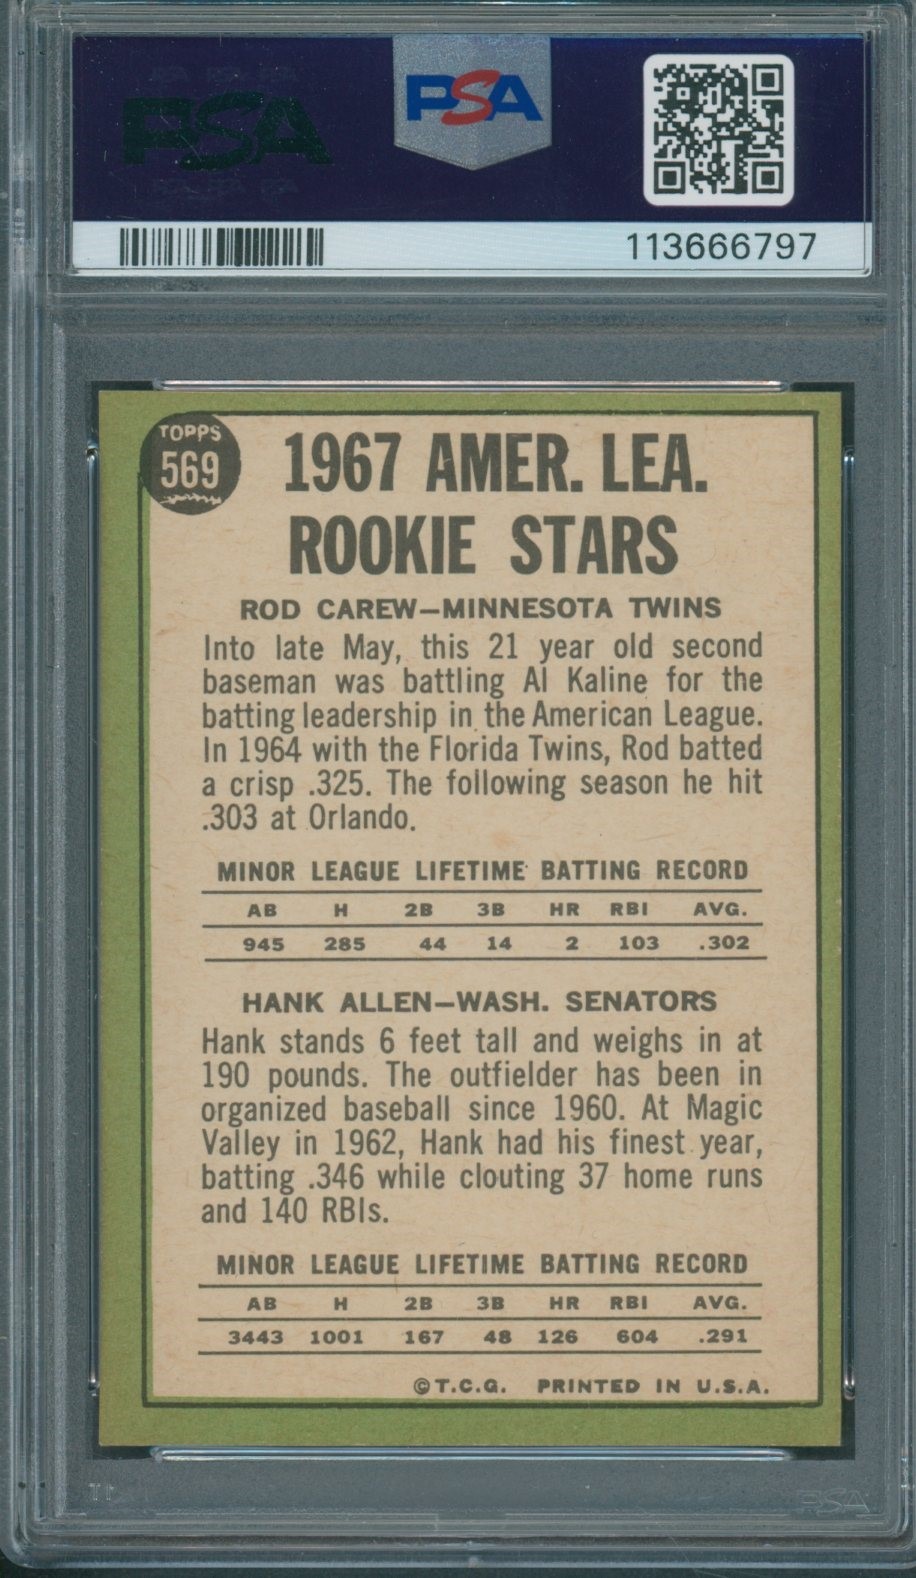 PSA
PSA
113666797
TOPPS
569
1967 AMER. LEA.
ROOKIE STARS
ROD CAREW—MINNESOTA TWINS
Into late May, this 21 year old second
baseman was battling Al Kaline for the
batting leadership in the American League.
In 1964 with the Florida Twins, Rod batted
a crisp .325. The following season he hit
.303 at Orlando.
MINOR LEAGUE LIFETIME BATTING RECORD
AB H 2B 3B HR RBI AVG.
945 285 44 14 2 103 .302
HANK ALLEN—WASH. SENATORS
Hank stands 6 feet tall and weighs in at
190 pounds. The outfielder has been in
organized baseball since 1960. At Magic
Valley in 1962, Hank had his finest year,
batting .346 while clouting 37 home runs
and 140 RBIs.
MINOR LEAGUE LIFETIME BATTING RECORD
AB H 2B 3B HR RBI AVG.
3443 1001 167 48 126 604 .291
©T.C.G. PRINTED IN U.S.A.
PSA